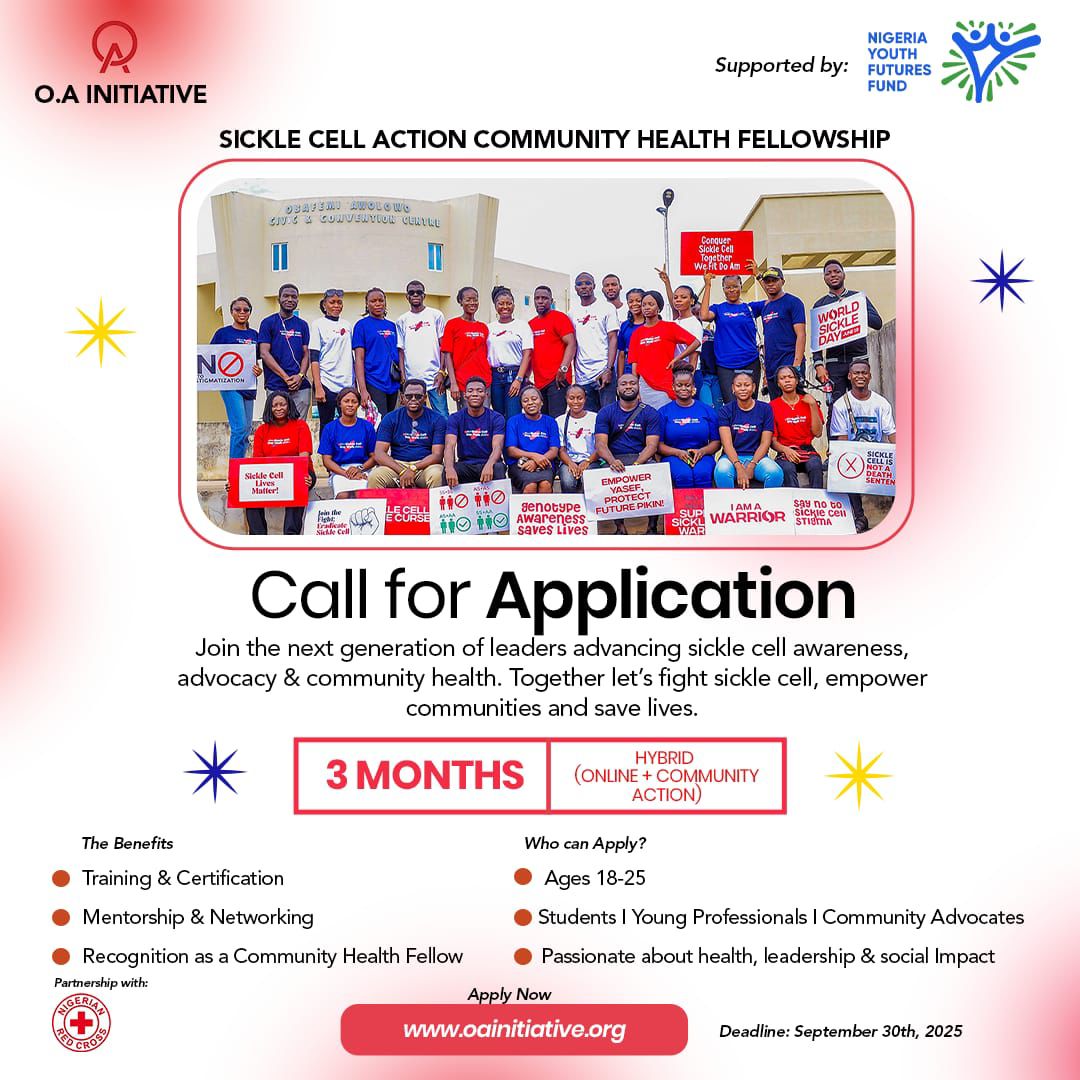 O.A INITIATIVE
Supported by:
NIGERIA
YOUTH
FUTURES
FUND
SICKLE CELL ACTION COMMUNITY HEALTH FELLOWSHIP
OBAFEMI AWOLOWO
CIVIC & CONVENTION CENTRE
Conquer
Sickle Cell
Together
We Fit Do Am
WORLD
SICKLE
DAY
NO
STIGMATIZATION
Sickle Cell
Lives
Matter!
Join the
Fight:
Eradicate
Sickle Cell
LE CELL
E CURSE
genotype
Awareness
saves Lives
EMPOWER
YASEF,
PROTECT
FUTURE PIKIN!
SUP
SICKL
WAR
I AM A
WARRIOR
Say no to
Sickle Cell
STIGMA
SICKLE
CELL IS
NOT A
DEATH
SENTEN
Call for Application
Join the next generation of leaders advancing sickle cell awareness,
advocacy & community health. Together let's fight sickle cell, empower
communities and save lives.
3 MONTHS
HYBRID
(ONLINE + COMMUNITY
ACTION)
The Benefits
Training & Certification
Mentorship & Networking
Recognition as a Community Health Fellow
Who can Apply?
Ages 18-25
Students I Young Professionals I Community Advocates
Passionate about health, leadership & social Impact
Partnership with:
NIGERIAN
RED CROSS
Apply Now
www.oainitiative.org
Deadline: September 30th, 2025